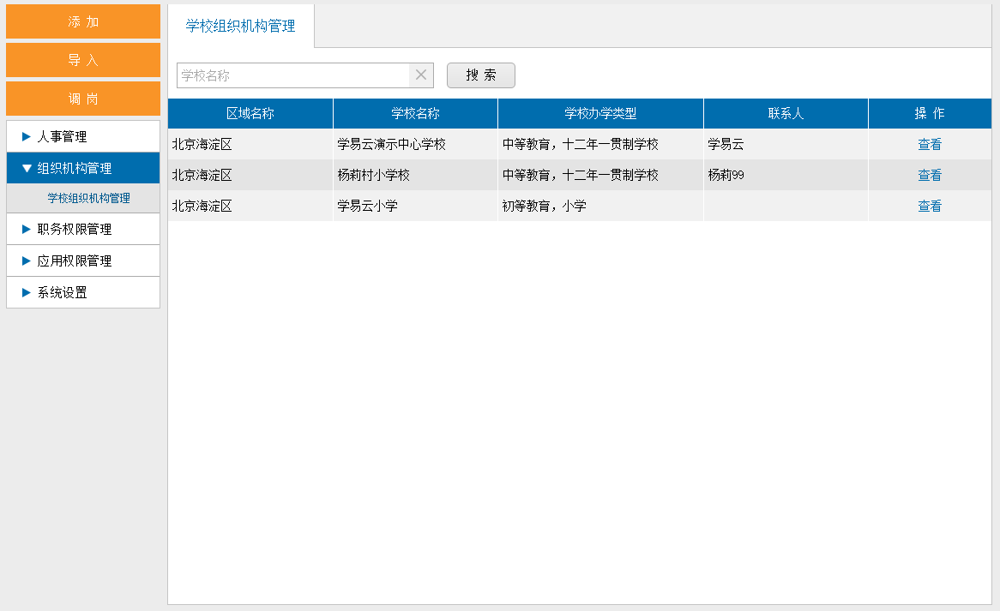 添 加
导 入
调 岗
人事管理
组织机构管理
学校组织机构管理
职务权限管理
应用权限管理
系统设置
学校组织机构管理
学校名称
搜 索
区域名称 学校名称 学校办学类型 联系人 操 作
北京海淀区 学易云演示中心学校 中等教育，十二年一贯制学校 学易云 查看
北京海淀区 杨莉村小学校 中等教育，十二年一贯制学校 杨莉99 查看
北京海淀区 学易云小学 初等教育，小学 查看